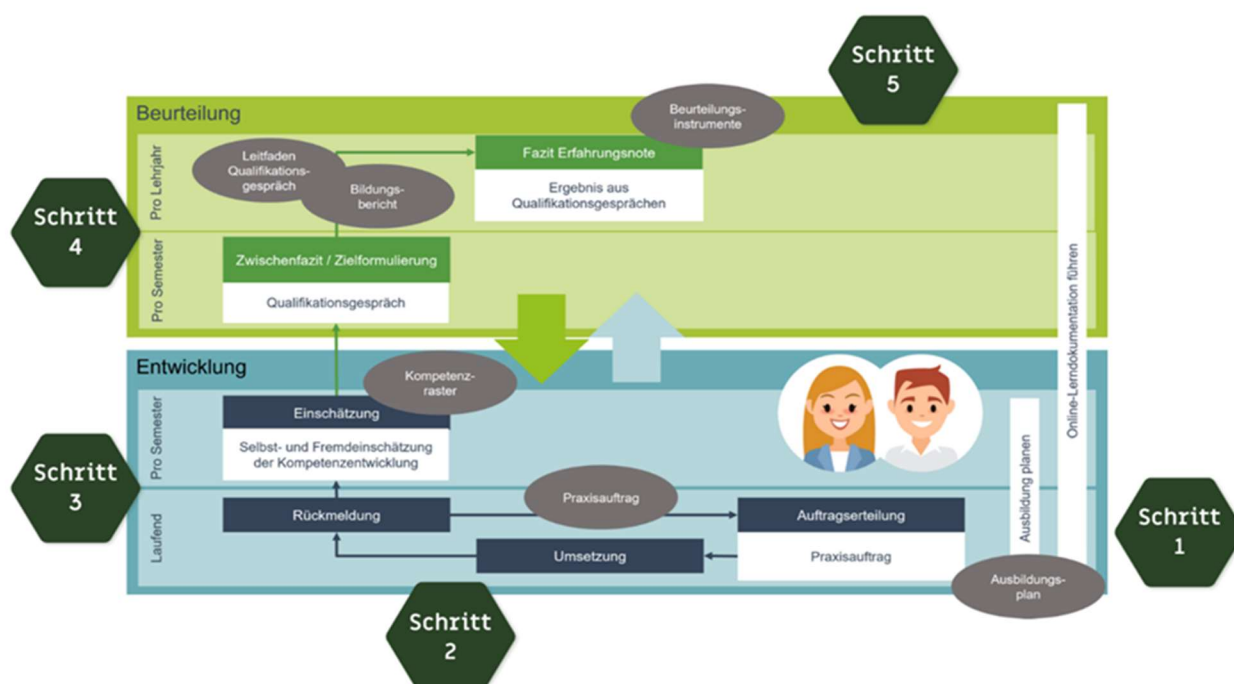 Schritt
5
Beurteilung
Beurteilungs-
instrumente
Pro Lehrjahr
Leitfaden
Qualifikations-
gespräch
Bildungs-
bericht
Fazit Erfahrungsnote
Ergebnis aus
Qualifikationsgesprächen
Schritt
4
Pro Semester
Zwischenfazit / Zielformulierung
Qualifikationsgespräch
Online-Lerndokumentation führen
Entwicklung
Kompetenz-
raster
Pro Semester
Einschätzung
Selbst- und Fremdeinschätzung
der Kompetenzentwicklung
Ausbildung planen
Schritt
3
Laufend
Rückmeldung
Praxisauftrag
Auftragserteilung
Praxisauftrag
Umsetzung
Schritt
1
Ausbildungs-
plan
Schritt
2